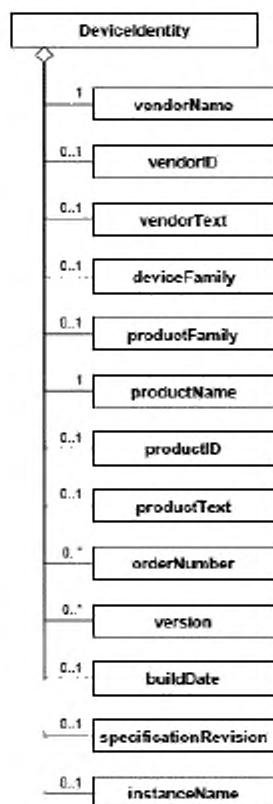 DeviceIdentity
1
vendorName
0..1
vendorID
0..1
vendorText
0..1
deviceFamily
0..1
productFamily
1
productName
0..1
productID
0..1
productText
0..*
orderNumber
0..*
version
0..1
buildDate
0..1
specificationRevision
0..1
instanceName